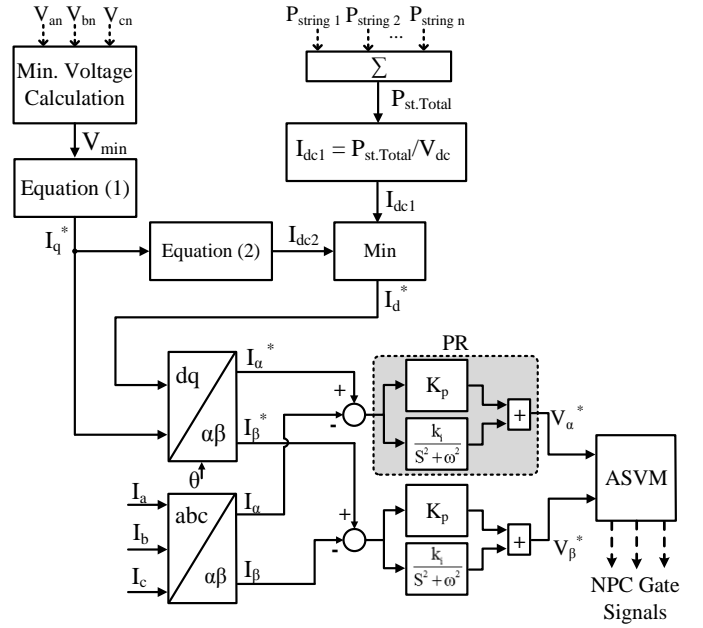 V_an V_bn V_cn
P_string 1 P_string 2 ... P_string n
Min. Voltage
Calculation
Σ
P_st.Total
V_min
I_dc1 = P_st.Total/V_dc
Equation (1)
I_dc1
I_q*
Equation (2)
I_dc2
Min
I_d*
PR
dq
αβ
I_α*
+
-
K_p
k_i
S² + ω²
+
V_α*
I_β*
θ
ASVM
I_a
I_b
I_c
abc
αβ
I_α
I_β
+
-
K_p
k_i
S² + ω²
+
V_β*
NPC Gate
Signals